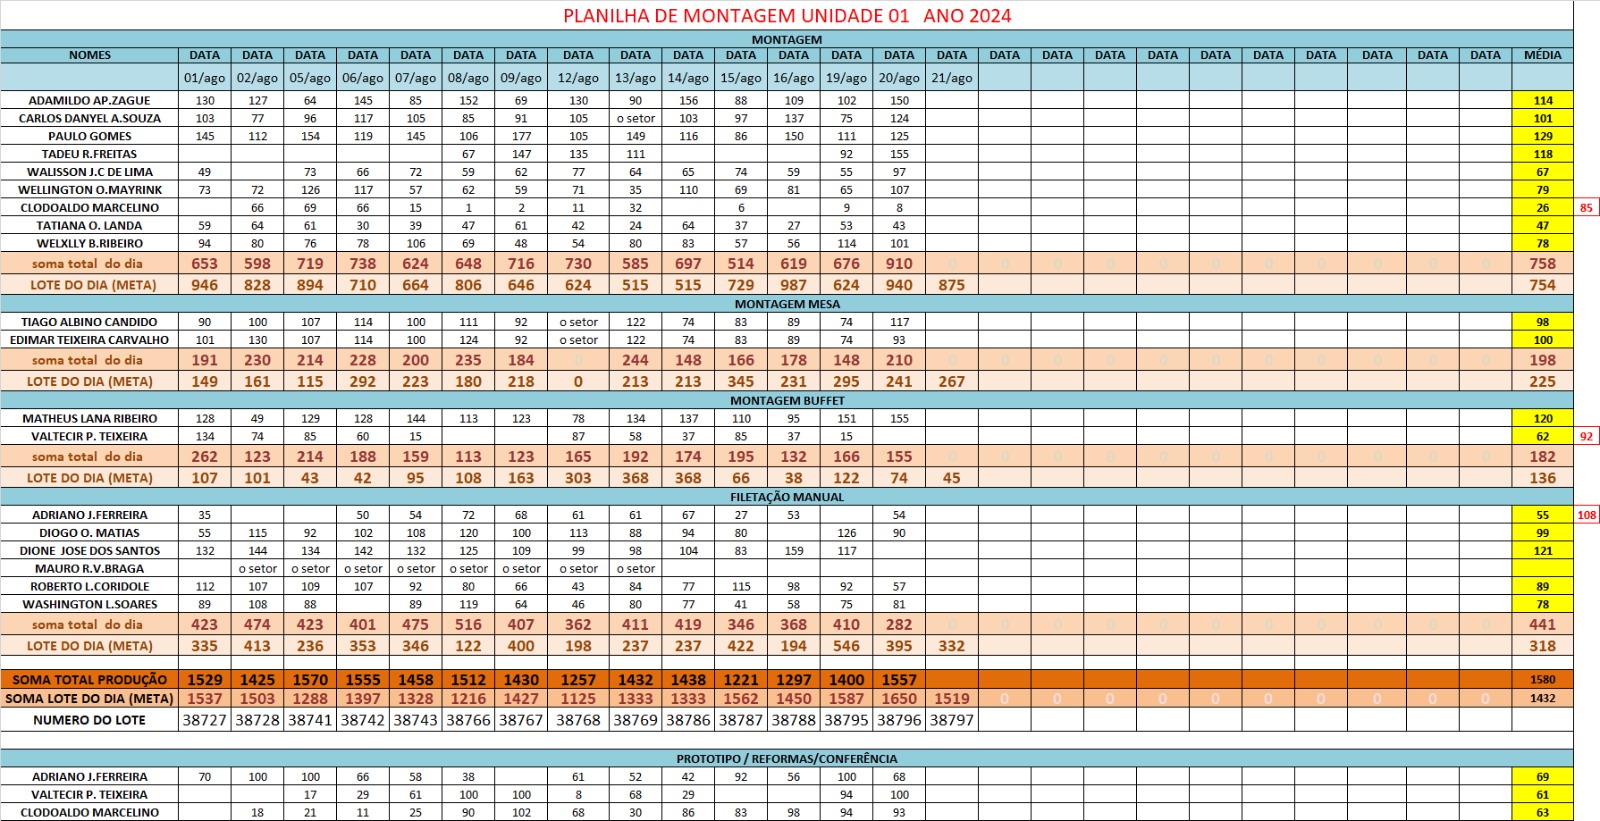 PLANILHA DE MONTAGEM UNIDADE 01 ANO 2024
MONTAGEM
NOMES DATA DATA DATA DATA DATA DATA DATA DATA DATA DATA DATA DATA DATA DATA DATA DATA DATA DATA DATA DATA DATA DATA DATA DATA DATA MÉDIA
01/ago 02/ago 05/ago 06/ago 07/ago 08/ago 09/ago 12/ago 13/ago 14/ago 15/ago 16/ago 19/ago 20/ago 21/ago
ADAMILDO AP.ZAGUE 130 127 64 145 85 152 69 130 90 156 88 109 102 150 114
CARLOS DANYEL A.SOUZA 103 77 96 117 105 85 91 105 o setor 103 97 137 75 124 101
PAULO GOMES 145 112 154 119 145 106 177 105 149 116 86 150 111 125 129
TADEU R.FREITAS 67 147 135 111 92 155 118
WALISSON J.C DE LIMA 49 73 66 72 59 62 77 64 65 74 59 55 97 67
WELLINGTON O.MAYRINK 73 72 126 117 57 62 59 71 35 110 69 81 65 107 79
CLODOALDO MARCELINO 66 69 66 15 1 2 11 32 6 9 8 26 85
TATIANA O. LANDA 59 64 61 30 39 47 61 42 24 64 37 27 53 43 47
WELXLLY B.RIBEIRO 94 80 76 78 106 69 48 54 80 83 57 56 114 101 78
soma total do dia 653 598 719 738 624 648 716 730 585 697 514 619 676 910 0 0 0 0 0 0 0 0 0 0 0 758
LOTE DO DIA (META) 946 828 894 710 664 806 646 624 515 515 729 987 624 940 875 754
MONTAGEM MESA
TIAGO ALBINO CANDIDO 90 100 107 114 100 111 92 o setor 122 74 83 89 74 117 98
EDIMAR TEIXEIRA CARVALHO 101 130 107 114 100 124 92 o setor 122 74 83 89 74 93 100
soma total do dia 191 230 214 228 200 235 184 0 244 148 166 178 148 210 0 0 0 0 0 0 0 0 0 0 0 198
LOTE DO DIA (META) 149 161 115 292 223 180 218 0 213 213 345 231 295 241 267 225
MONTAGEM BUFFET
MATHEUS LANA RIBEIRO 128 49 129 128 144 113 123 78 134 137 110 95 151 155 120
VALTECIR P. TEIXEIRA 134 74 85 60 15 87 58 37 85 37 15 62 92
soma total do dia 262 123 214 188 159 113 123 165 192 174 195 132 166 155 0 0 0 0 0 0 0 0 0 0 0 182
LOTE DO DIA (META) 107 101 43 42 95 108 163 303 368 368 66 38 122 74 45 136
FILETAÇÃO MANUAL
ADRIANO J.FERREIRA 35 50 54 72 68 61 61 67 27 53 54 55 108
DIOGO O. MATIAS 55 115 92 102 108 120 100 113 88 94 80 126 90 99
DIONE JOSE DOS SANTOS 132 144 134 142 132 125 109 99 98 104 83 159 117 121
MAURO R.V.BRAGA o setor o setor o setor o setor o setor o setor o setor o setor
ROBERTO L.CORIDOLE 112 107 109 107 92 80 66 43 84 77 115 98 92 57 89
WASHINGTON L.SOARES 89 108 88 89 119 64 46 80 77 41 58 75 81 78
soma total do dia 423 474 423 401 475 516 407 362 411 419 346 368 410 282 0 0 0 0 0 0 0 0 0 0 0 441
LOTE DO DIA (META) 335 413 236 353 346 122 400 198 237 237 422 194 546 395 332 318
SOMA TOTAL PRODUÇÃO 1529 1425 1570 1555 1458 1512 1430 1257 1432 1438 1221 1297 1400 1557 1580
SOMA LOTE DO DIA (META) 1537 1503 1288 1397 1328 1216 1427 1125 1333 1333 1562 1450 1587 1650 1519 0 0 0 0 0 0 0 0 0 0 1432
NUMERO DO LOTE 38727 38728 38741 38742 38743 38766 38767 38768 38769 38786 38787 38788 38795 38796 38797
PROTOTIPO / REFORMAS/CONFERÊNCIA
ADRIANO J.FERREIRA 70 100 100 66 58 38 61 52 42 92 56 100 68 69
VALTECIR P. TEIXEIRA 17 29 61 100 100 8 68 29 94 100 61
CLODOALDO MARCELINO 18 21 11 25 90 102 68 30 86 83 98 94 93 63